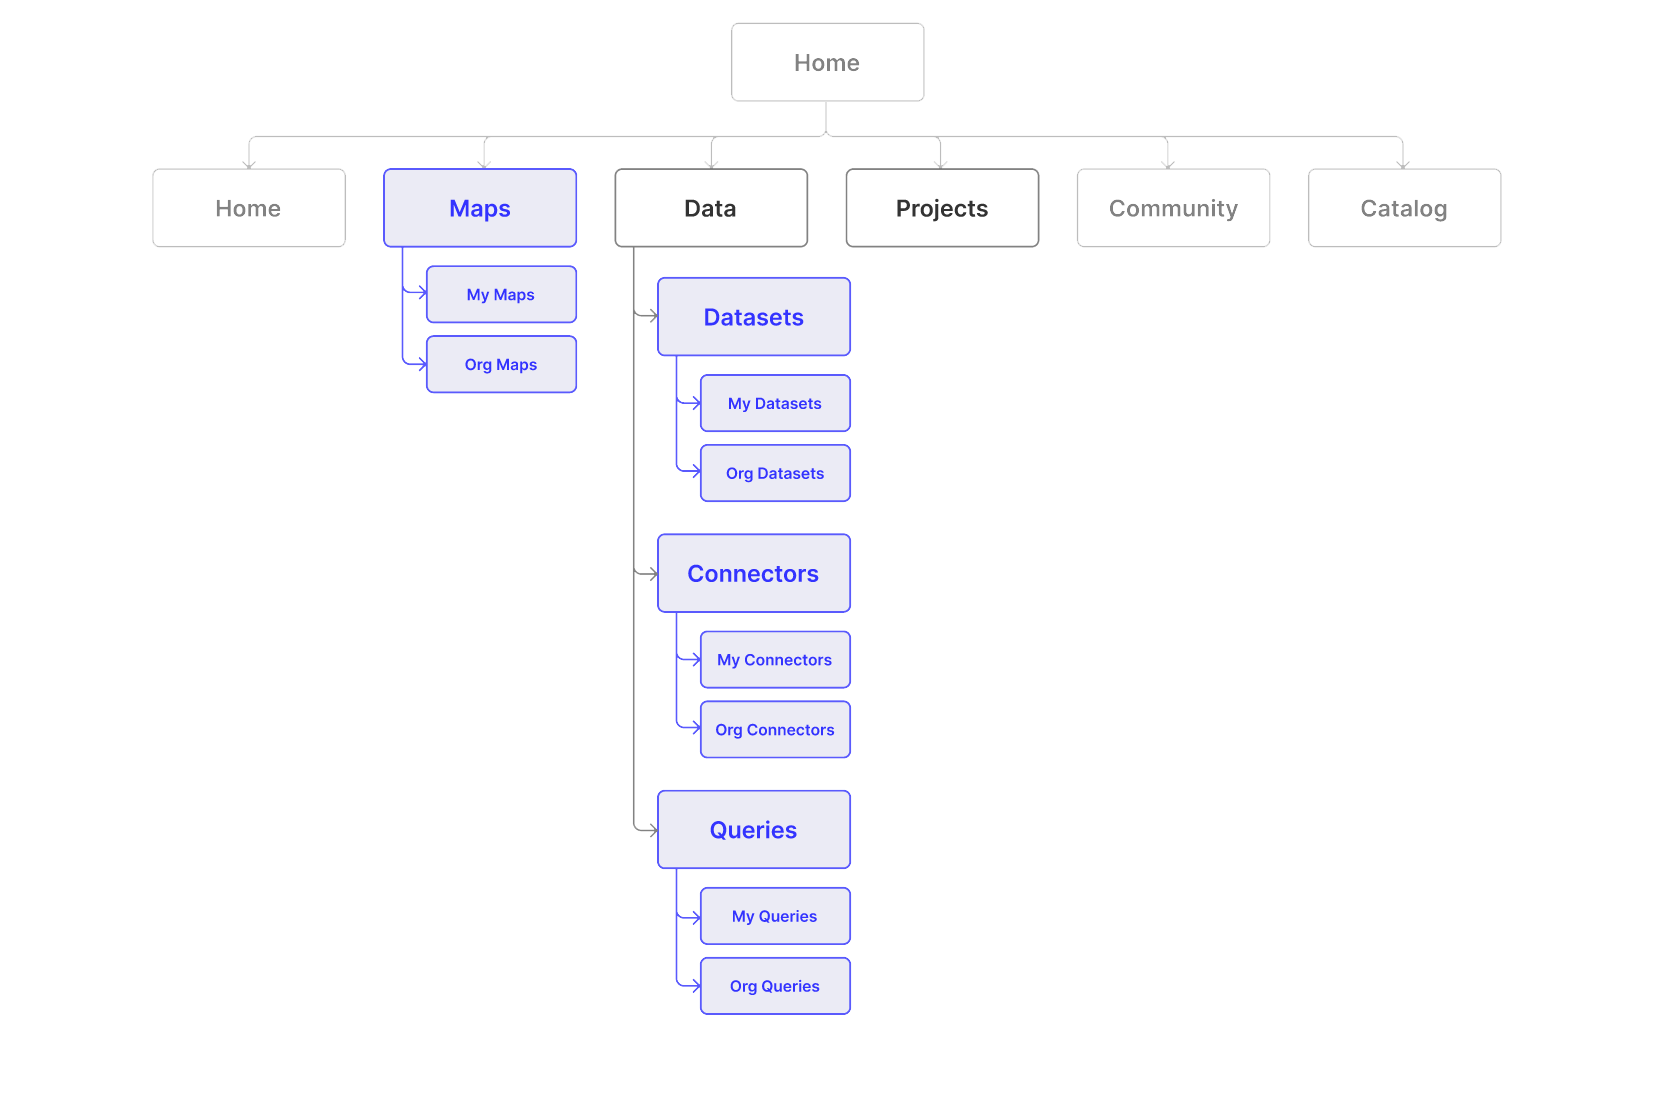 Home
Home
Maps
Data
Projects
Community
Catalog
My Maps
Org Maps
Datasets
My Datasets
Org Datasets
Connectors
My Connectors
Org Connectors
Queries
My Queries
Org Queries